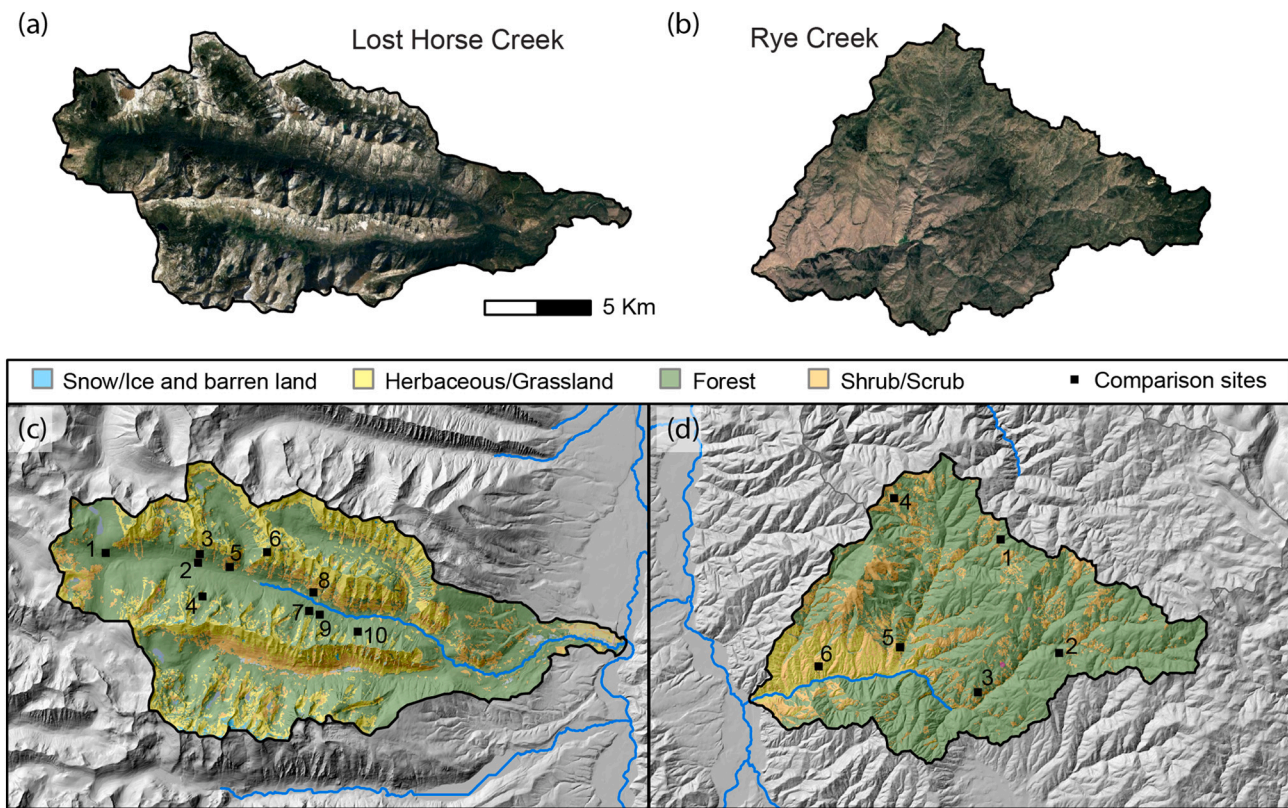 (a)
Lost Horse Creek
(b)
Rye Creek
5 Km
Snow/Ice and barren land
Herbaceous/Grassland
Forest
Shrub/Scrub
Comparison sites
(c)
1
2
3
4
5
6
7
8
9
10
(d)
1
2
3
4
5
6